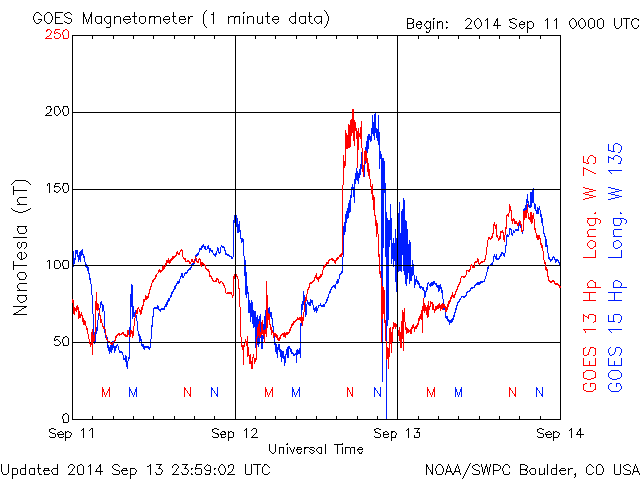 GOES Magnetometer (1 minute data)
Begin: 2014 Sep 11 0000 UTC
250
200
150
100
50
0
NanoTesla (nT)
M M N N M M N N M M N N
Sep 11 Sep 12 Sep 13 Sep 14
Universal Time
GOES 13 Hp Long. W 75
GOES 15 Hp Long. W 135
Updated 2014 Sep 13 23:59:02 UTC
NOAA/SWPC Boulder, CO USA